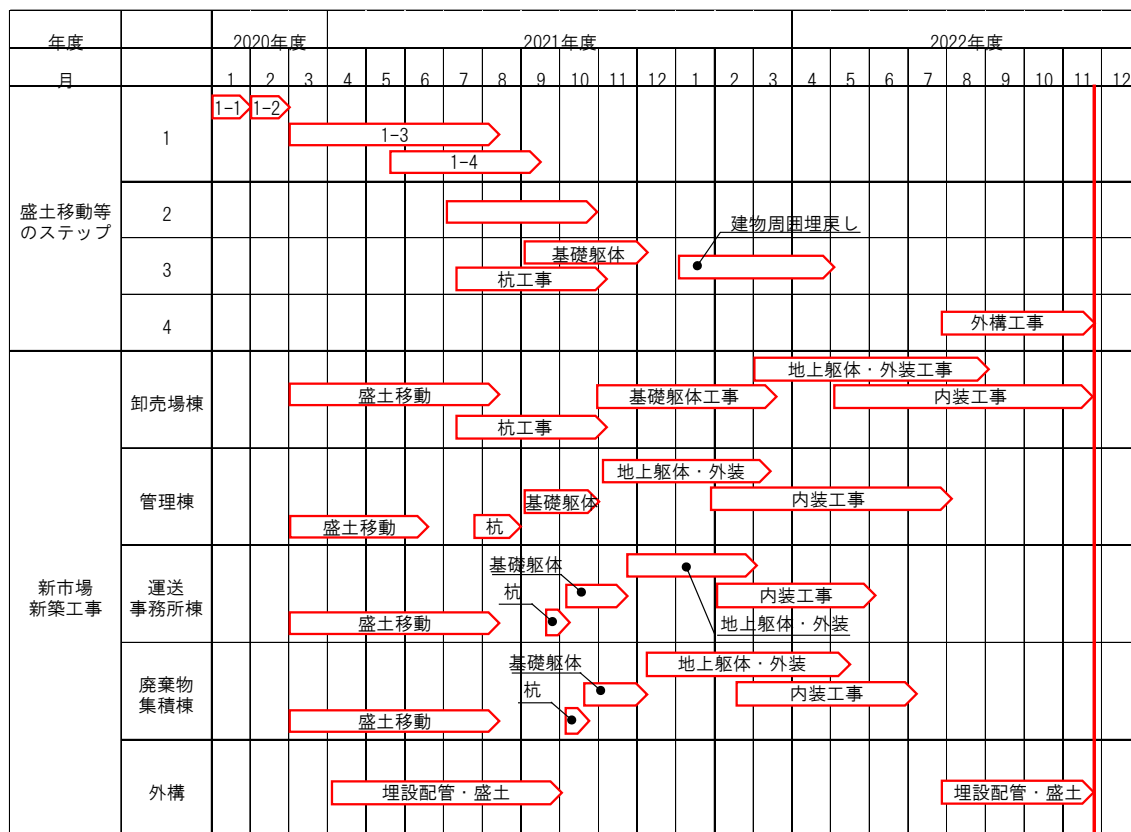 年度 2020年度 2021年度 2022年度
月 1 2 3 4 5 6 7 8 9 10 11 12 1 2 3 4 5 6 7 8 9 10 11 12
盛土移動等
のステップ
1
1-1 1-2
1-3
1-4
2
建物周囲埋戻し
3
基礎躯体
杭工事
4
外構工事
新市場
新築工事
卸売場棟
地上躯体・外装工事
盛土移動 基礎躯体工事 内装工事
杭工事
管理棟
地上躯体・外装
基礎躯体 内装工事
盛土移動 杭
運送
事務所棟
基礎躯体
杭 内装工事
盛土移動 地上躯体・外装
廃棄物
集積棟
基礎躯体 地上躯体・外装
杭 内装工事
盛土移動
外構
埋設配管・盛土 埋設配管・盛土